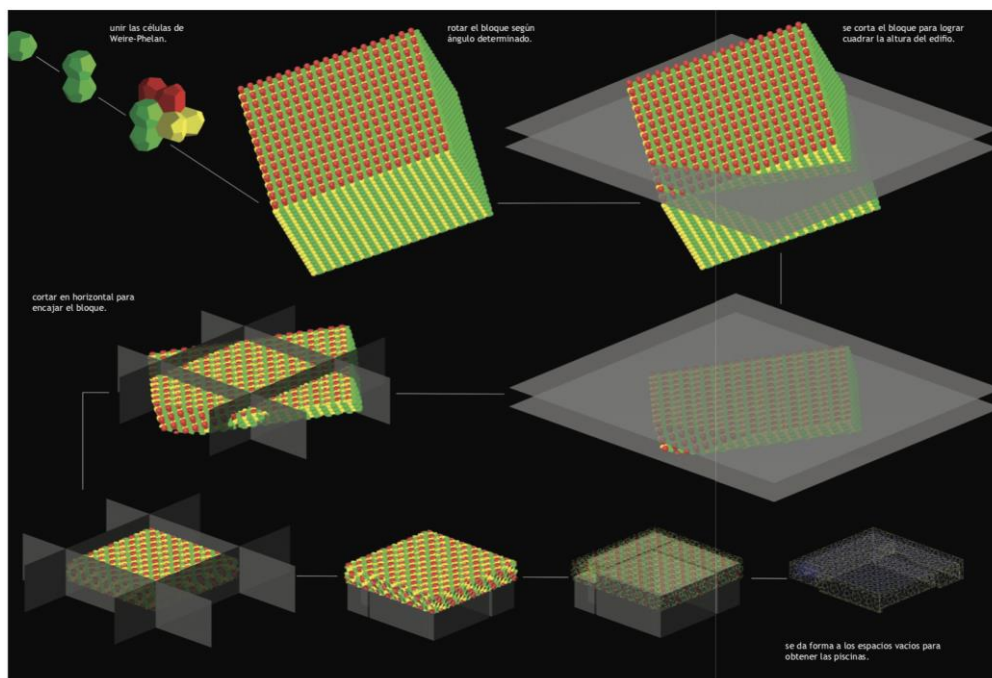 unir las células de
Weire-Phelan.
rotar el bloque según
ángulo determinado.
se corta el bloque para lograr
cuadrar la altura del edifio.
cortar en horizontal para
encajar el bloque.
se da forma a los espacios vacíos para
obtener las piscinas.